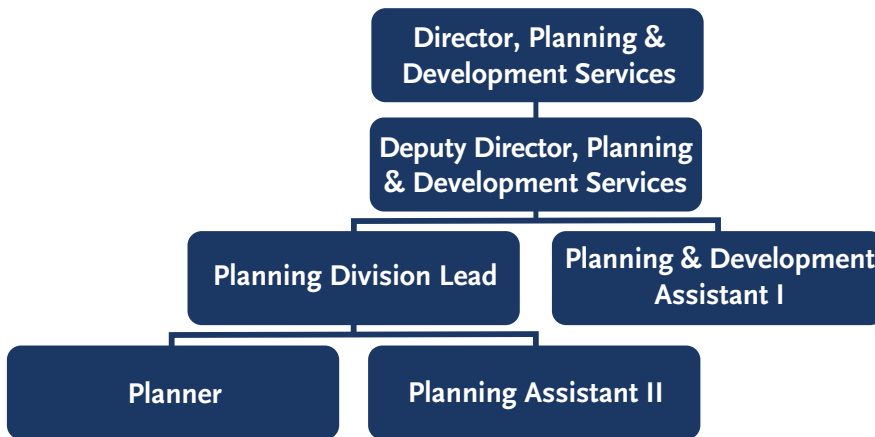 Director, Planning &
Development Services
Deputy Director, Planning
& Development Services
Planning Division Lead
Planning & Development
Assistant I
Planner
Planning Assistant II